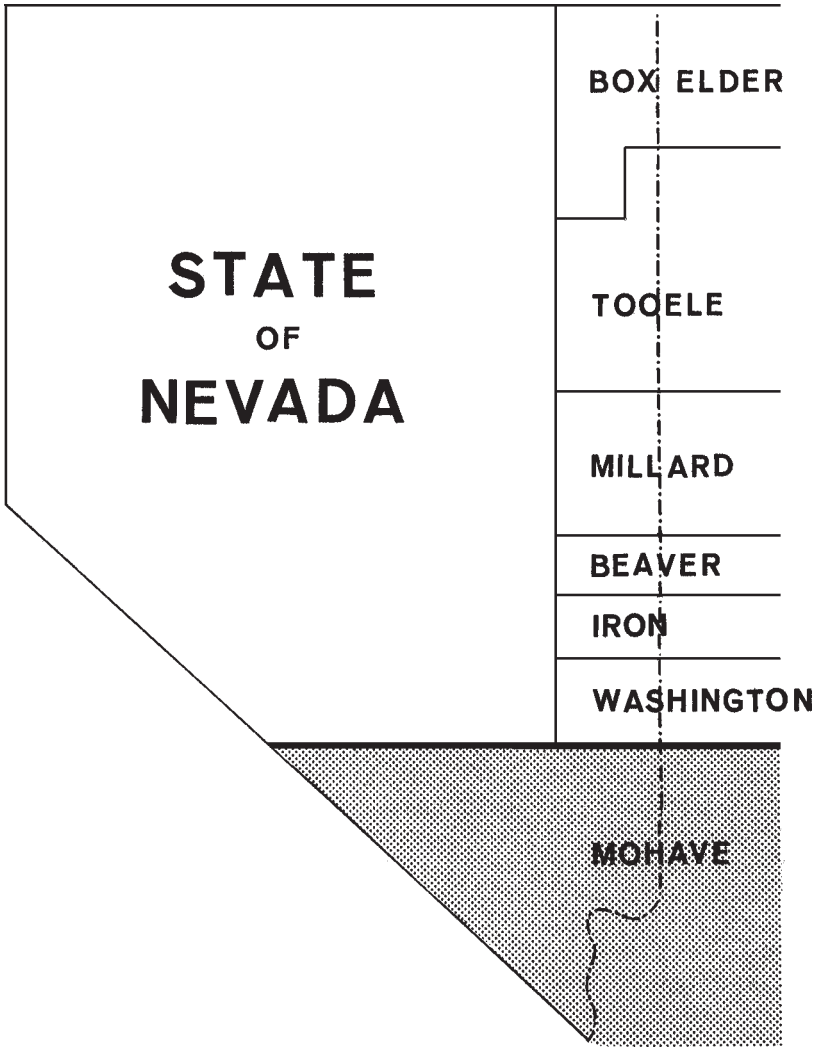 BOX ELDER
STATE
OF
NEVADA
TOOELE
MILLARD
BEAVER
IRON
WASHINGTON
MOHAVE